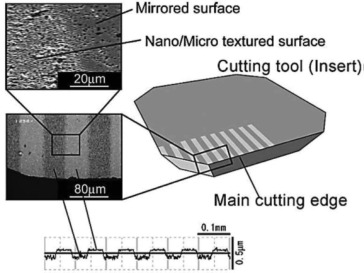 Mirrored surface
Nano/Micro textured surface
20μm
Cutting tool (Insert)
80μm
Main cutting edge
0.1mm
0.5μm